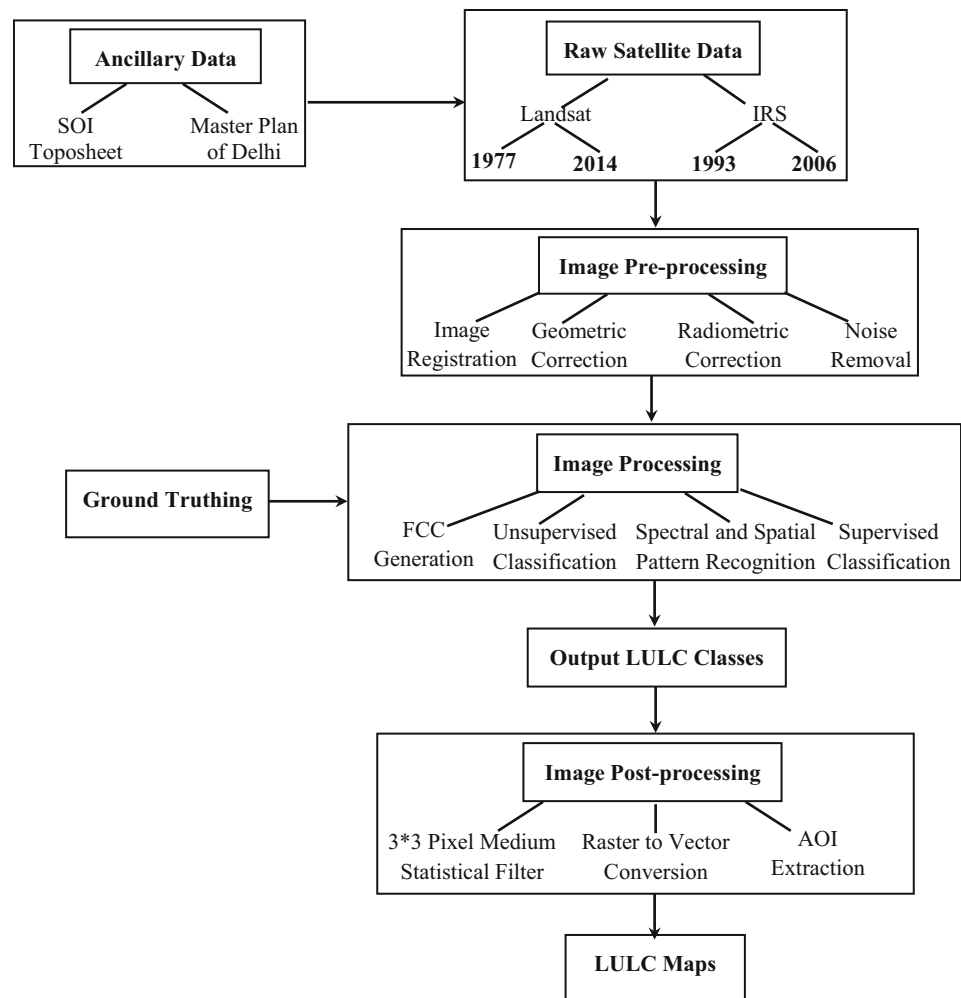 Ancillary Data
SOI
Toposheet
Master Plan
of Delhi
Raw Satellite Data
Landsat
IRS
1977
2014
1993
2006
Image Pre-processing
Image
Registration
Geometric
Correction
Radiometric
Correction
Noise
Removal
Ground Truthing
Image Processing
FCC
Generation
Unsupervised
Classification
Spectral and Spatial
Pattern Recognition
Supervised
Classification
Output LULC Classes
Image Post-processing
3*3 Pixel Medium
Statistical Filter
Raster to Vector
Conversion
AOI
Extraction
LULC Maps